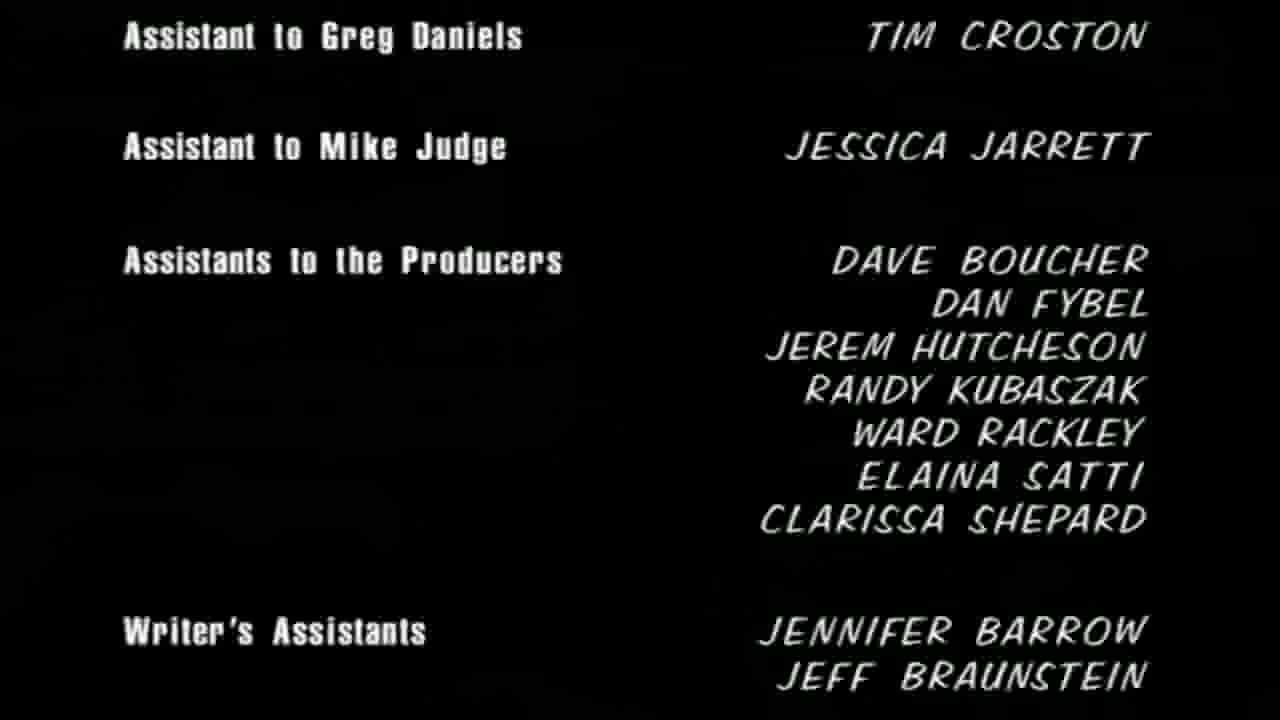 Assistant to Greg Daniels TIM CROSTON
Assistant to Mike Judge JESSICA JARRETT
Assistants to the Producers DAVE BOUCHER
DAN FYBEL
JEREM HUTCHESON
RANDY KUBASZAK
WARD RACKLEY
ELAINA SATTI
CLARISSA SHEPARD
Writer's Assistants JENNIFER BARROW
JEFF BRAUNSTEIN